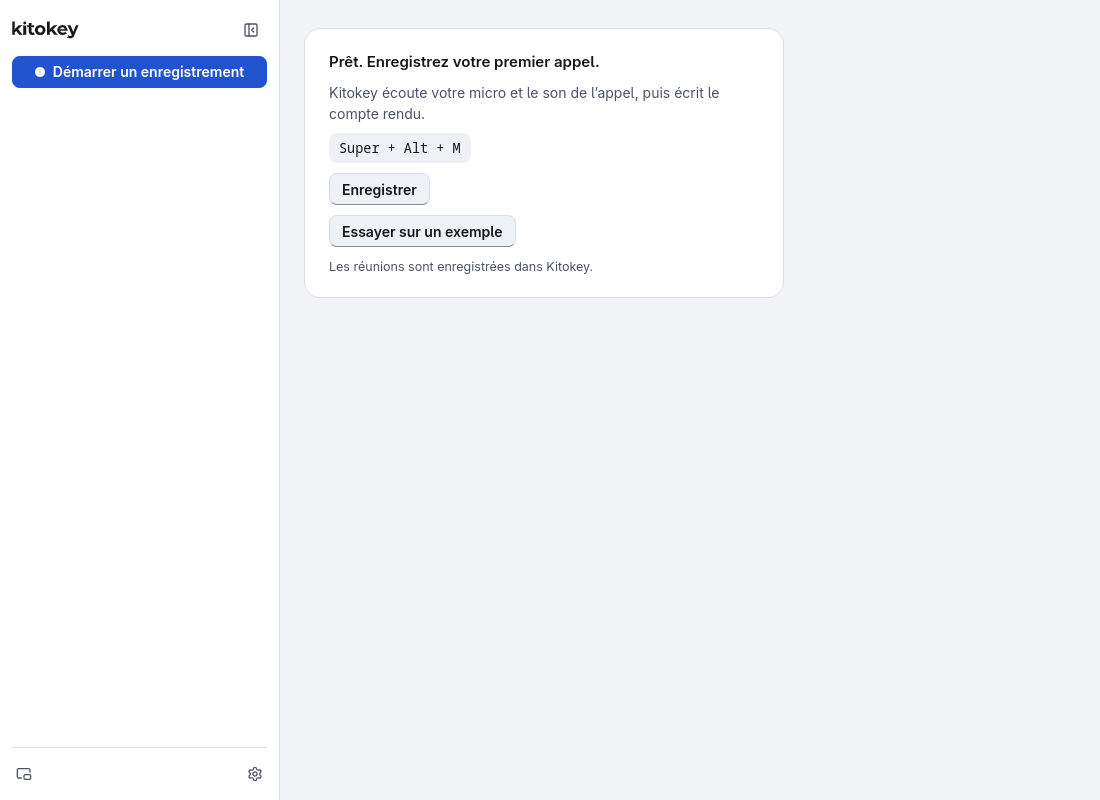 kitokey
Démarrer un enregistrement
Prêt. Enregistrez votre premier appel.
Kitokey écoute votre micro et le son de l’appel, puis écrit le
compte rendu.
Super + Alt + M
Enregistrer
Essayer sur un exemple
Les réunions sont enregistrées dans Kitokey.